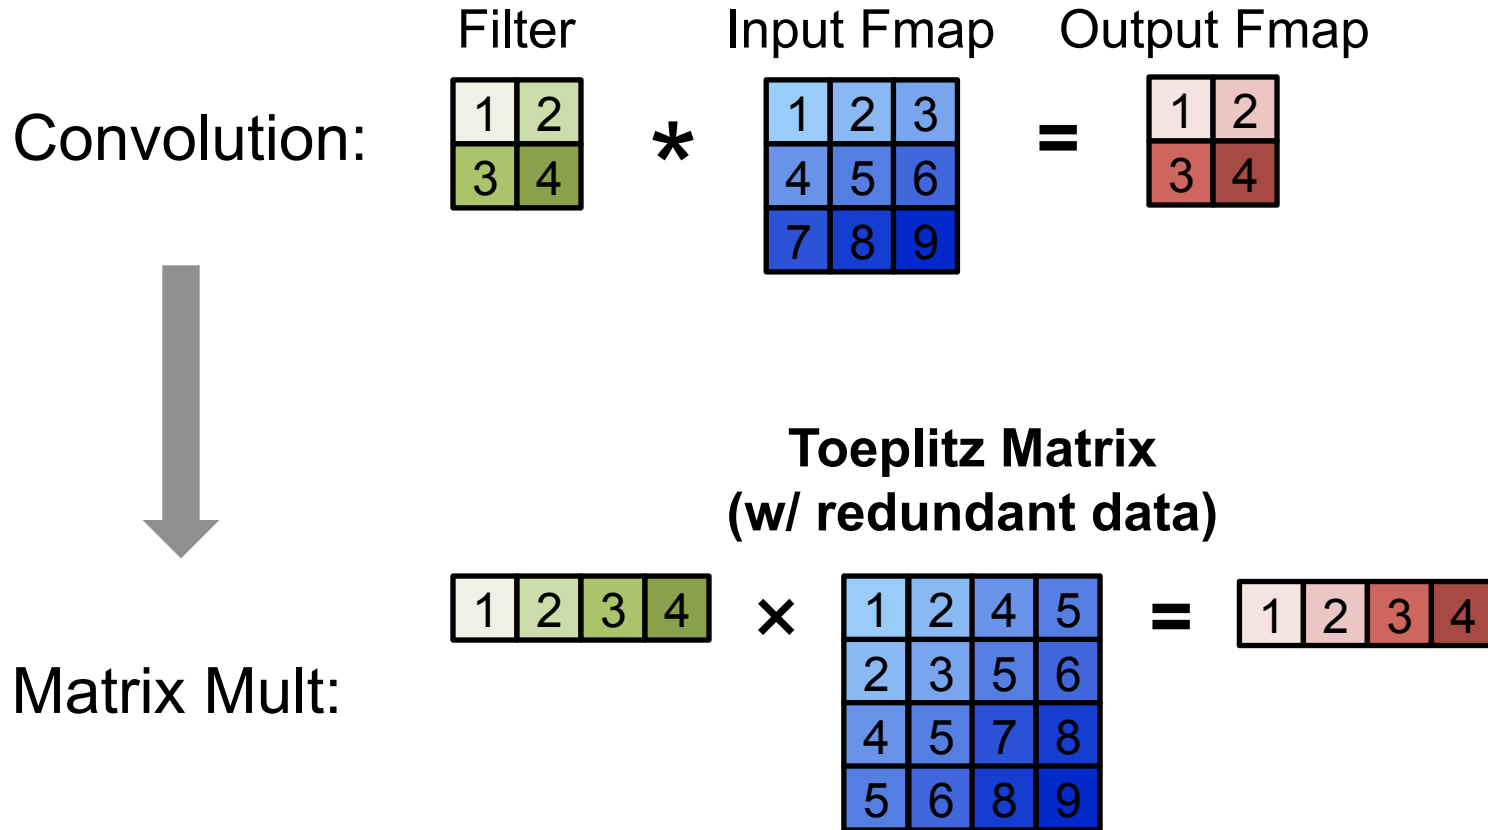 Filter Input Fmap Output Fmap
Convolution:
1 2 * 1 2 3 = 1 2
3 4 4 5 6 3 4
7 8 9
Toeplitz Matrix
(w/ redundant data)
1 2 3 4 × 1 2 4 5 = 1 2 3 4
2 3 5 6
Matrix Mult:
4 5 7 8
5 6 8 9